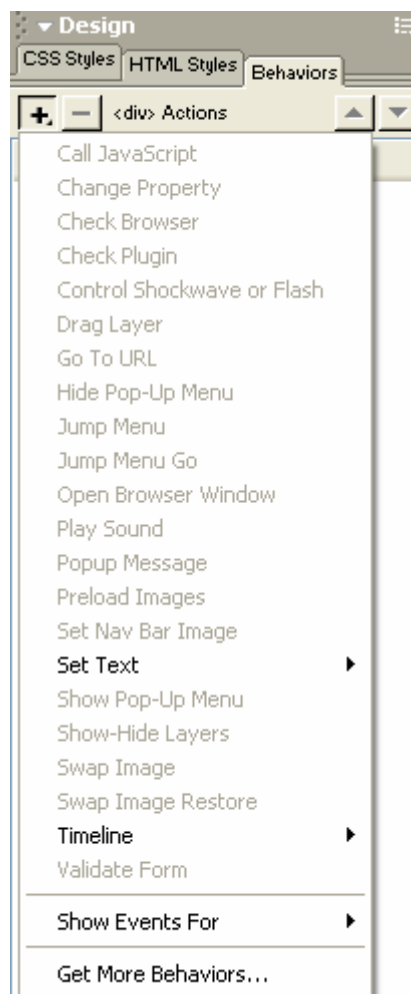 Design
CSS Styles HTML Styles Behaviors
<div> Actions
Call JavaScript
Change Property
Check Browser
Check Plugin
Control Shockwave or Flash
Drag Layer
Go To URL
Hide Pop-Up Menu
Jump Menu
Jump Menu Go
Open Browser Window
Play Sound
Popup Message
Preload Images
Set Nav Bar Image
Set Text
Show Pop-Up Menu
Show-Hide Layers
Swap Image
Swap Image Restore
Timeline
Validate Form
Show Events For
Get More Behaviors...